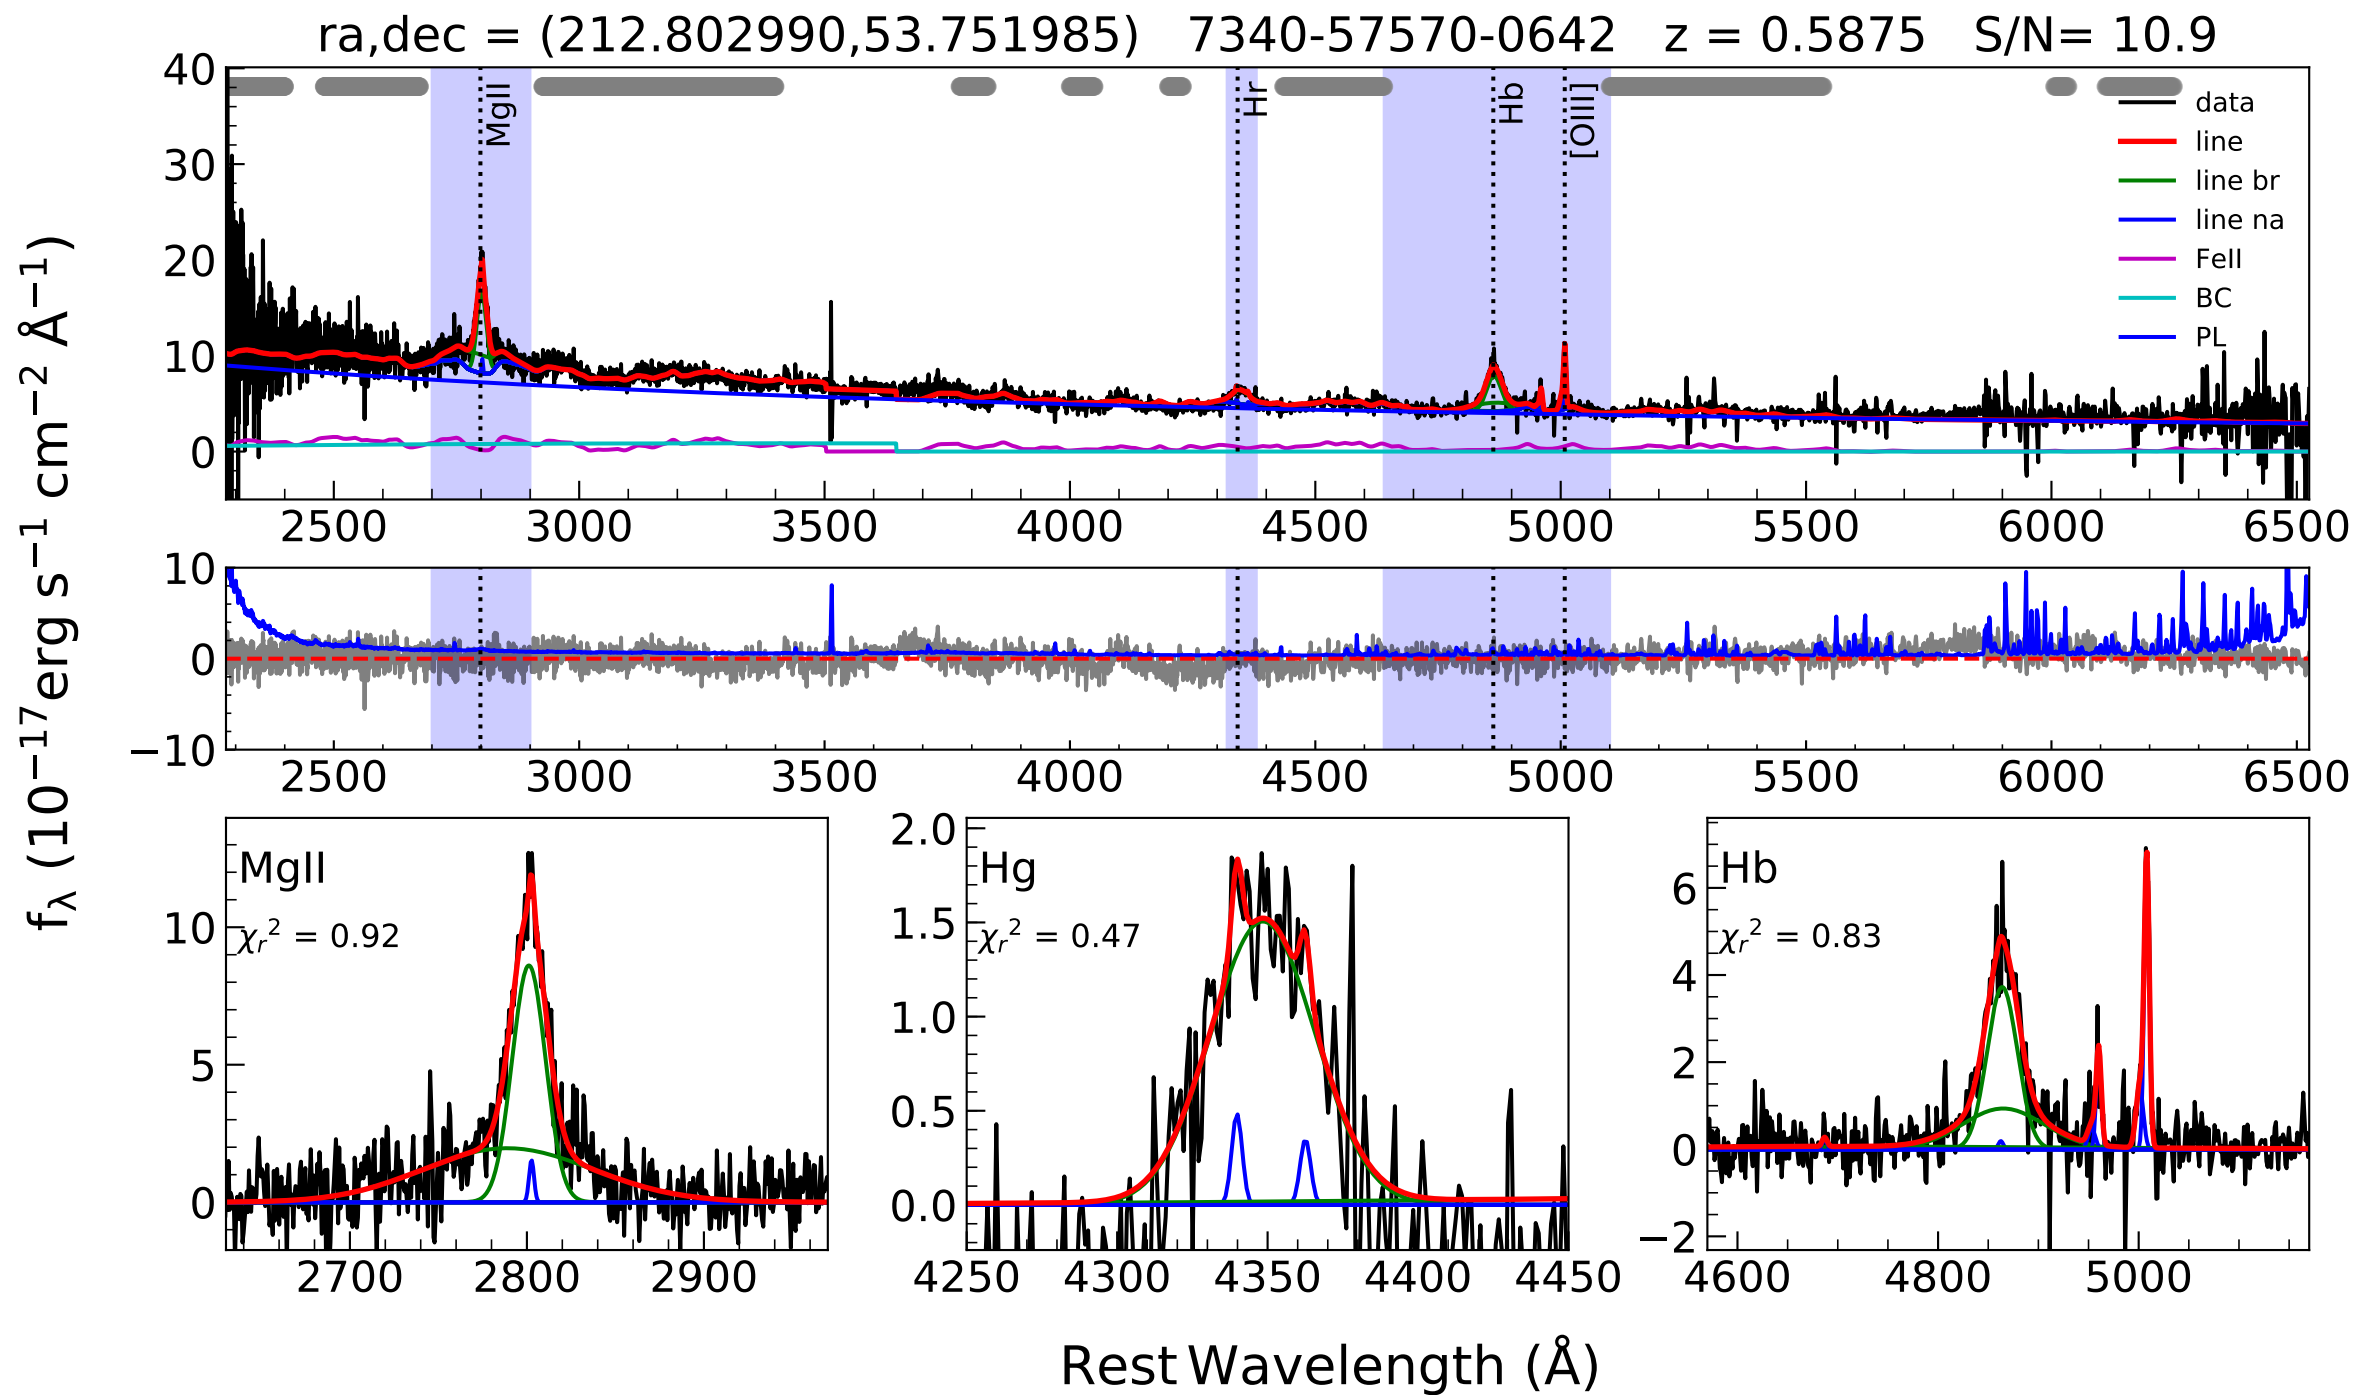 ra,dec = (212.802990,53.751985) 7340-57570-0642 z = 0.5875 S/N= 10.9
40
30
20
10
0
MgII
Hr
Hb
[OIII]
data
line
line br
line na
FeII
BC
PL
2500 3000 3500 4000 4500 5000 5500 6000 6500
10
0
−10
2500 3000 3500 4000 4500 5000 5500 6000 6500
f_λ (10⁻¹⁷erg s⁻¹ cm⁻² Å⁻¹)
MgII
χᵣ² = 0.92
10
5
0
2700 2800 2900
Hg
χᵣ² = 0.47
2.0
1.5
1.0
0.5
0.0
4250 4300 4350 4400 4450
Hb
χᵣ² = 0.83
6
4
2
0
−2
4600 4800 5000
Rest Wavelength (Å)